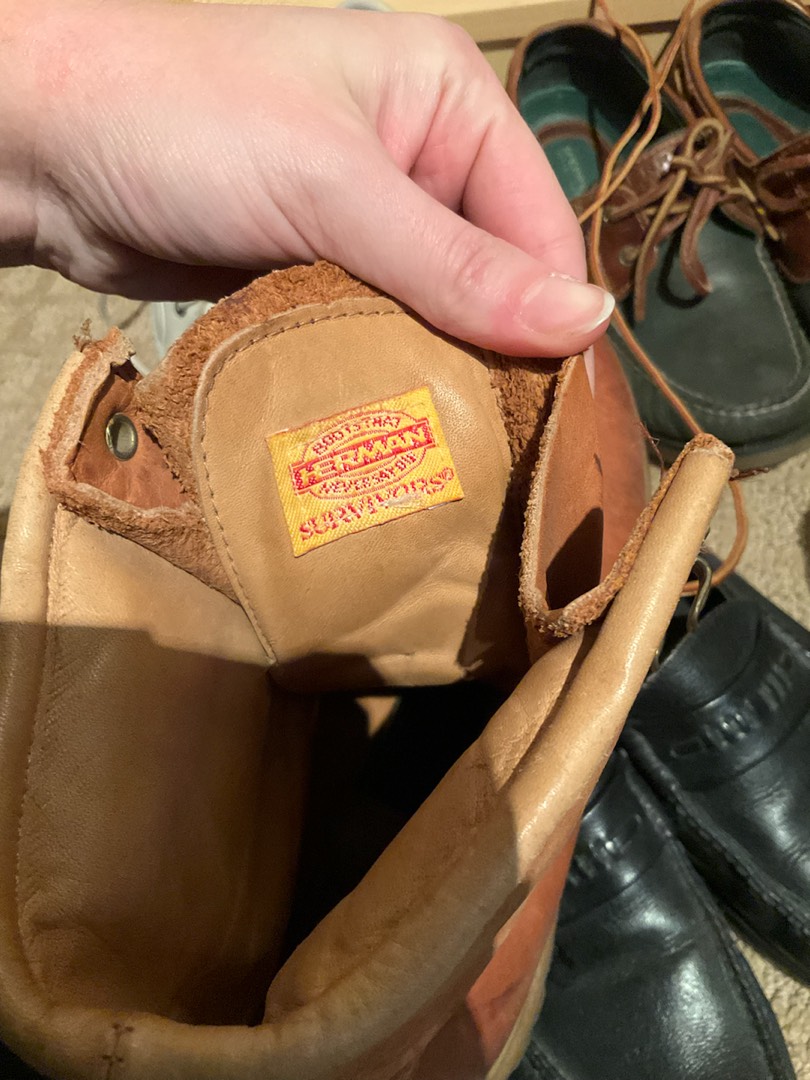 BOOTS THAT
HERMAN
NEVER SAY DIE
SURVIVORS®